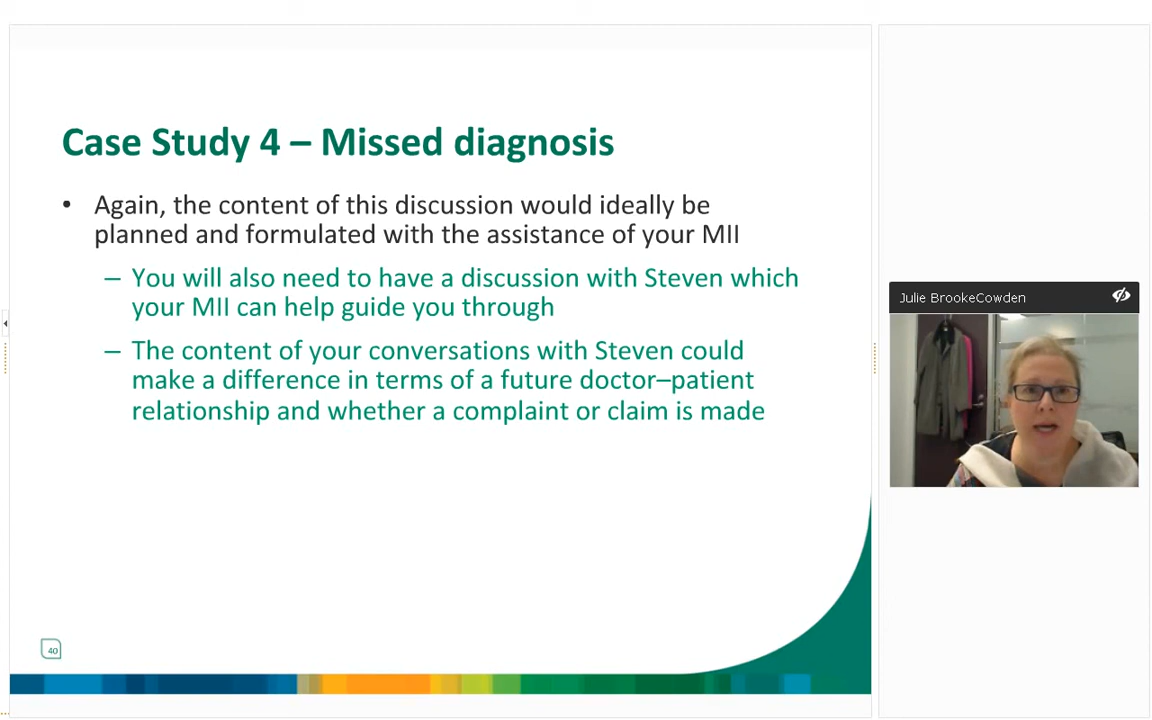 Case Study 4 – Missed diagnosis
• Again, the content of this discussion would ideally be
planned and formulated with the assistance of your MII
– You will also need to have a discussion with Steven which
your MII can help guide you through
– The content of your conversations with Steven could
make a difference in terms of a future doctor–patient
relationship and whether a complaint or claim is made
40
Julie BrookeCowden